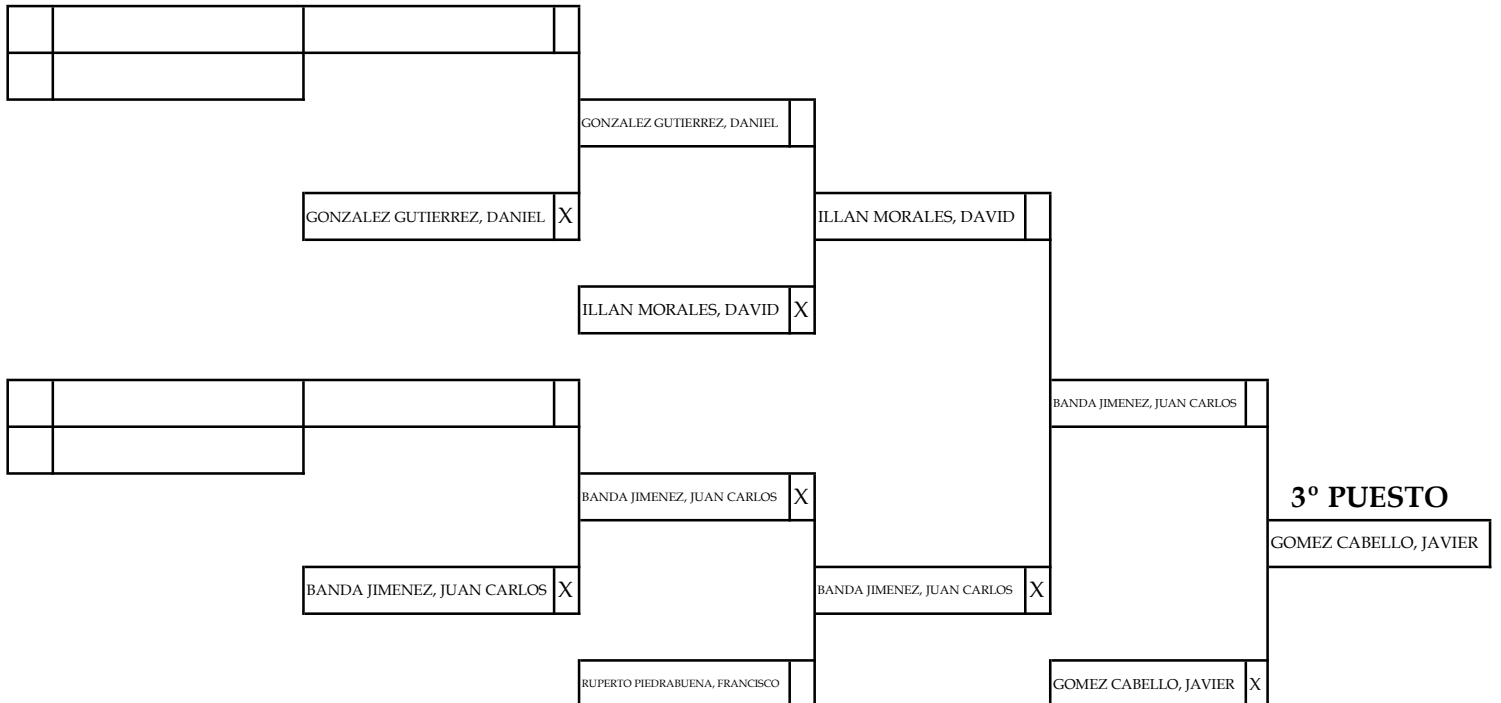 GONZALEZ GUTIERREZ, DANIEL
GONZALEZ GUTIERREZ, DANIEL X
ILLAN MORALES, DAVID
ILLAN MORALES, DAVID X
BANDA JIMENEZ, JUAN CARLOS
BANDA JIMENEZ, JUAN CARLOS X
3º PUESTO
GOMEZ CABELLO, JAVIER
BANDA JIMENEZ, JUAN CARLOS X
BANDA JIMENEZ, JUAN CARLOS X
RUPERTO PIEDRABUENA, FRANCISCO
GOMEZ CABELLO, JAVIER X